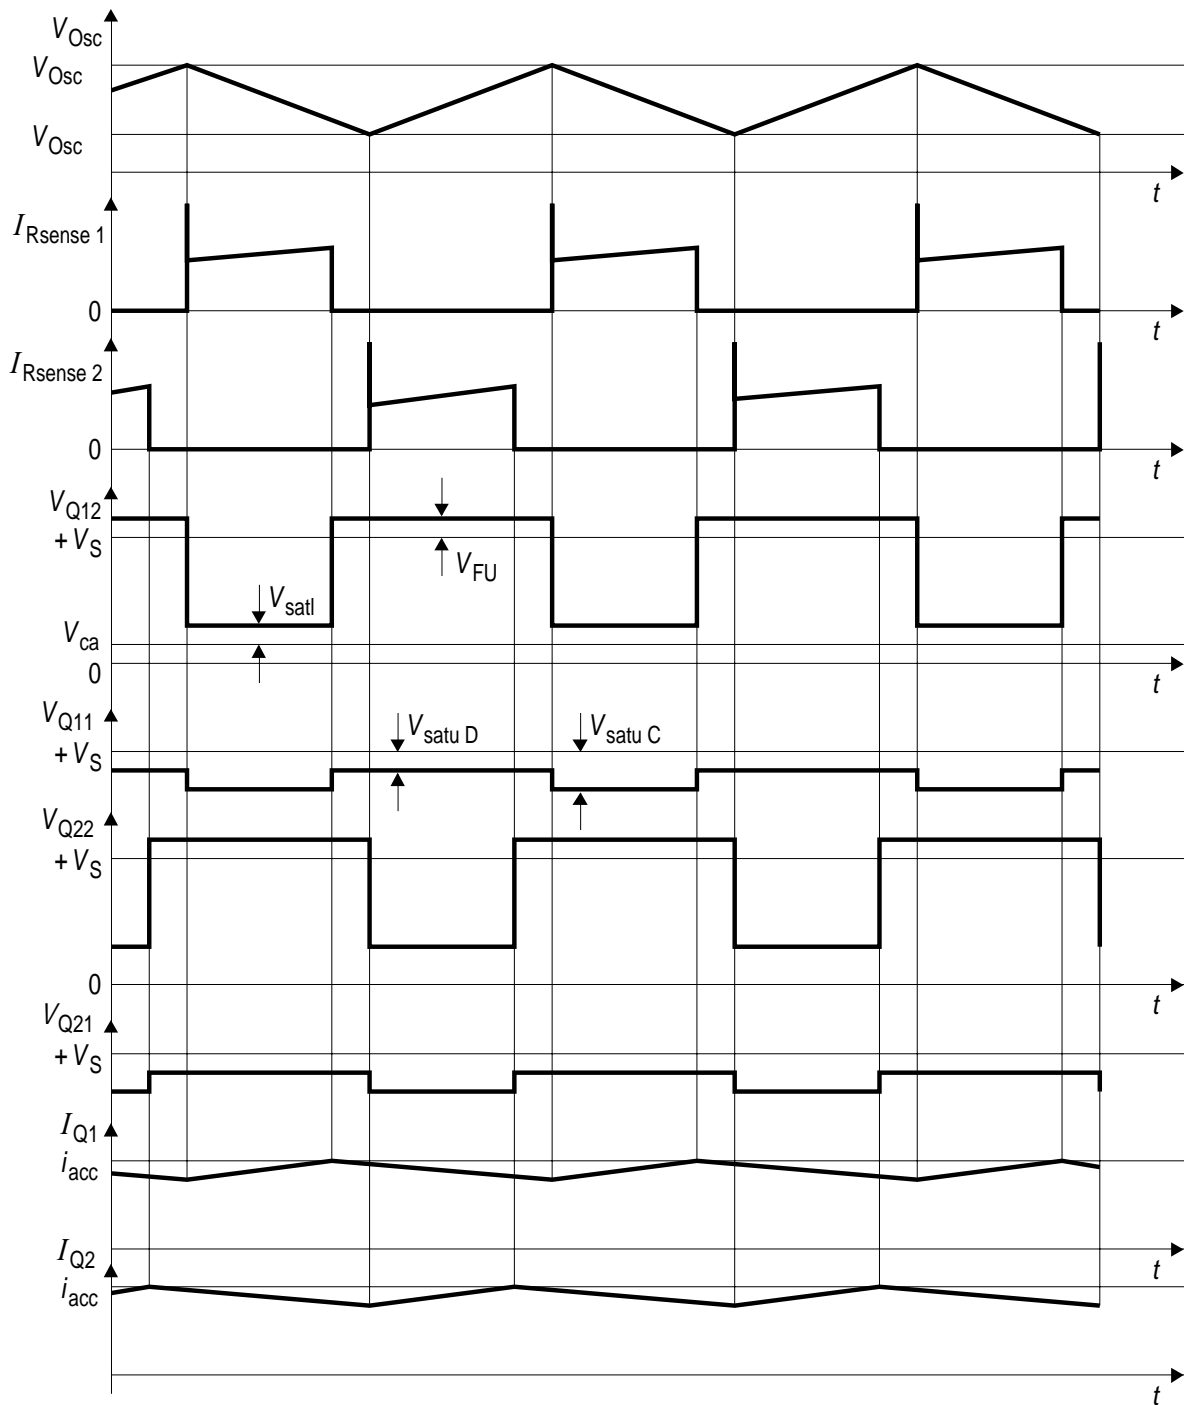 VOsc
VOsc
VOsc
t
IRsense 1
0
t
IRsense 2
0
t
VQ12
+VS
VFU
Vsatl
Vca
0
t
VQ11
+VS
Vsatu D
Vsatu C
VQ22
+VS
0
t
VQ21
+VS
IQ1
iacc
t
IQ2
iacc
t